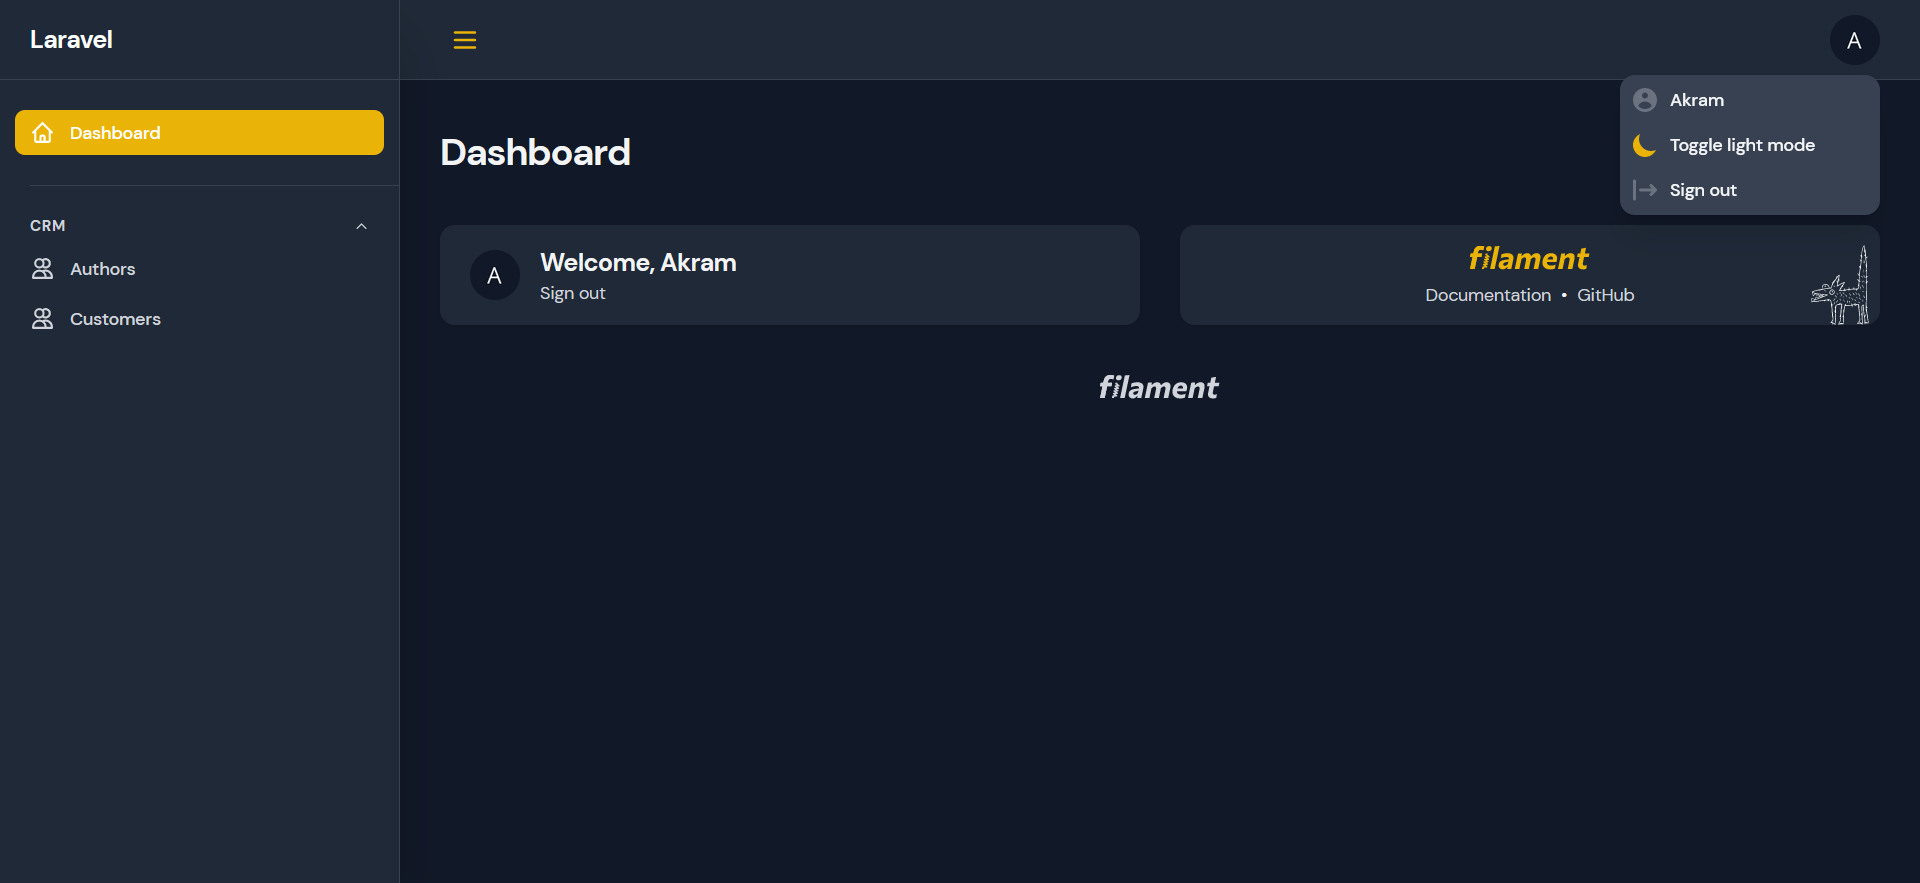 Laravel
A
Dashboard
CRM
Authors
Customers
Akram
Toggle light mode
Sign out
Dashboard
A
Welcome, Akram
Sign out
filament
Documentation • GitHub
filament